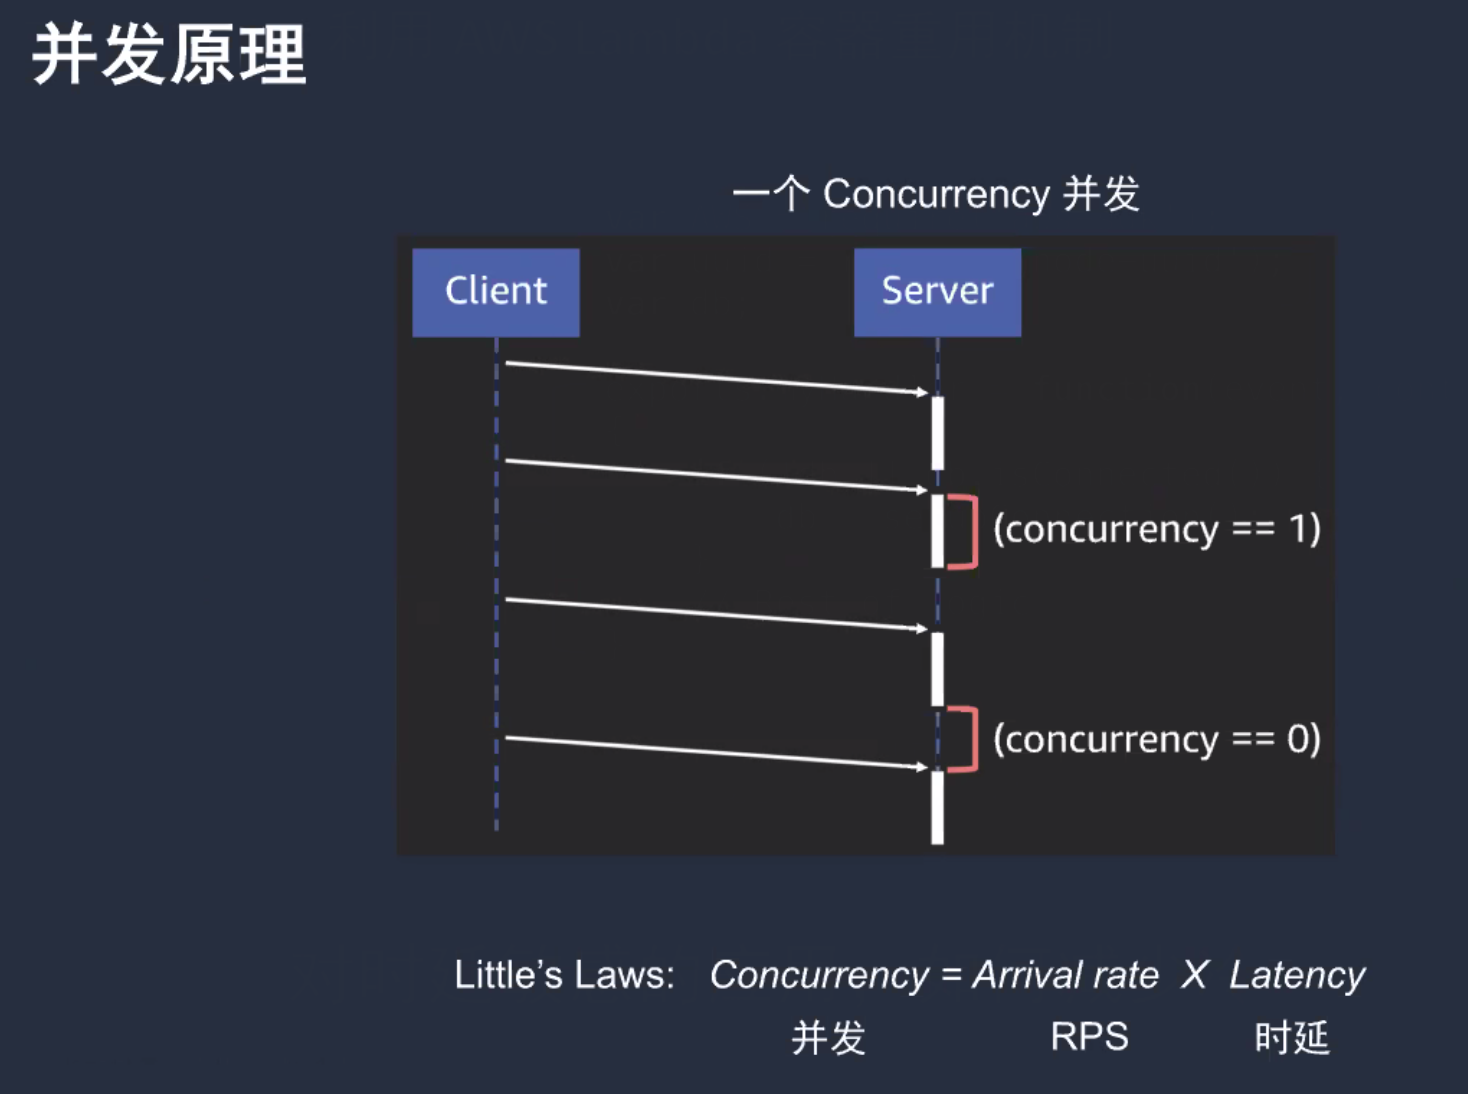 并发原理
一个 Concurrency 并发
Client
Server
(concurrency == 1)
(concurrency == 0)
Little’s Laws: Concurrency = Arrival rate X Latency
并发 RPS 时延